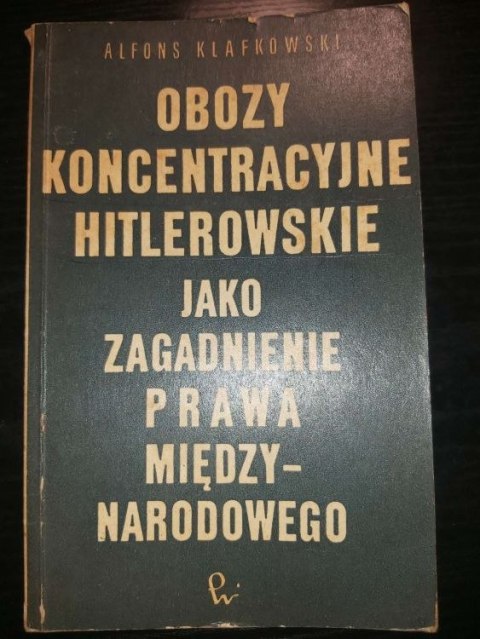 ALFONS KLAFKOWSKI
OBOZY
KONCENTRACYJNE
HITLEROWSKIE
JAKO
ZAGADNIENIE
PRAWA
MIĘDZY-
NARODOWEGO